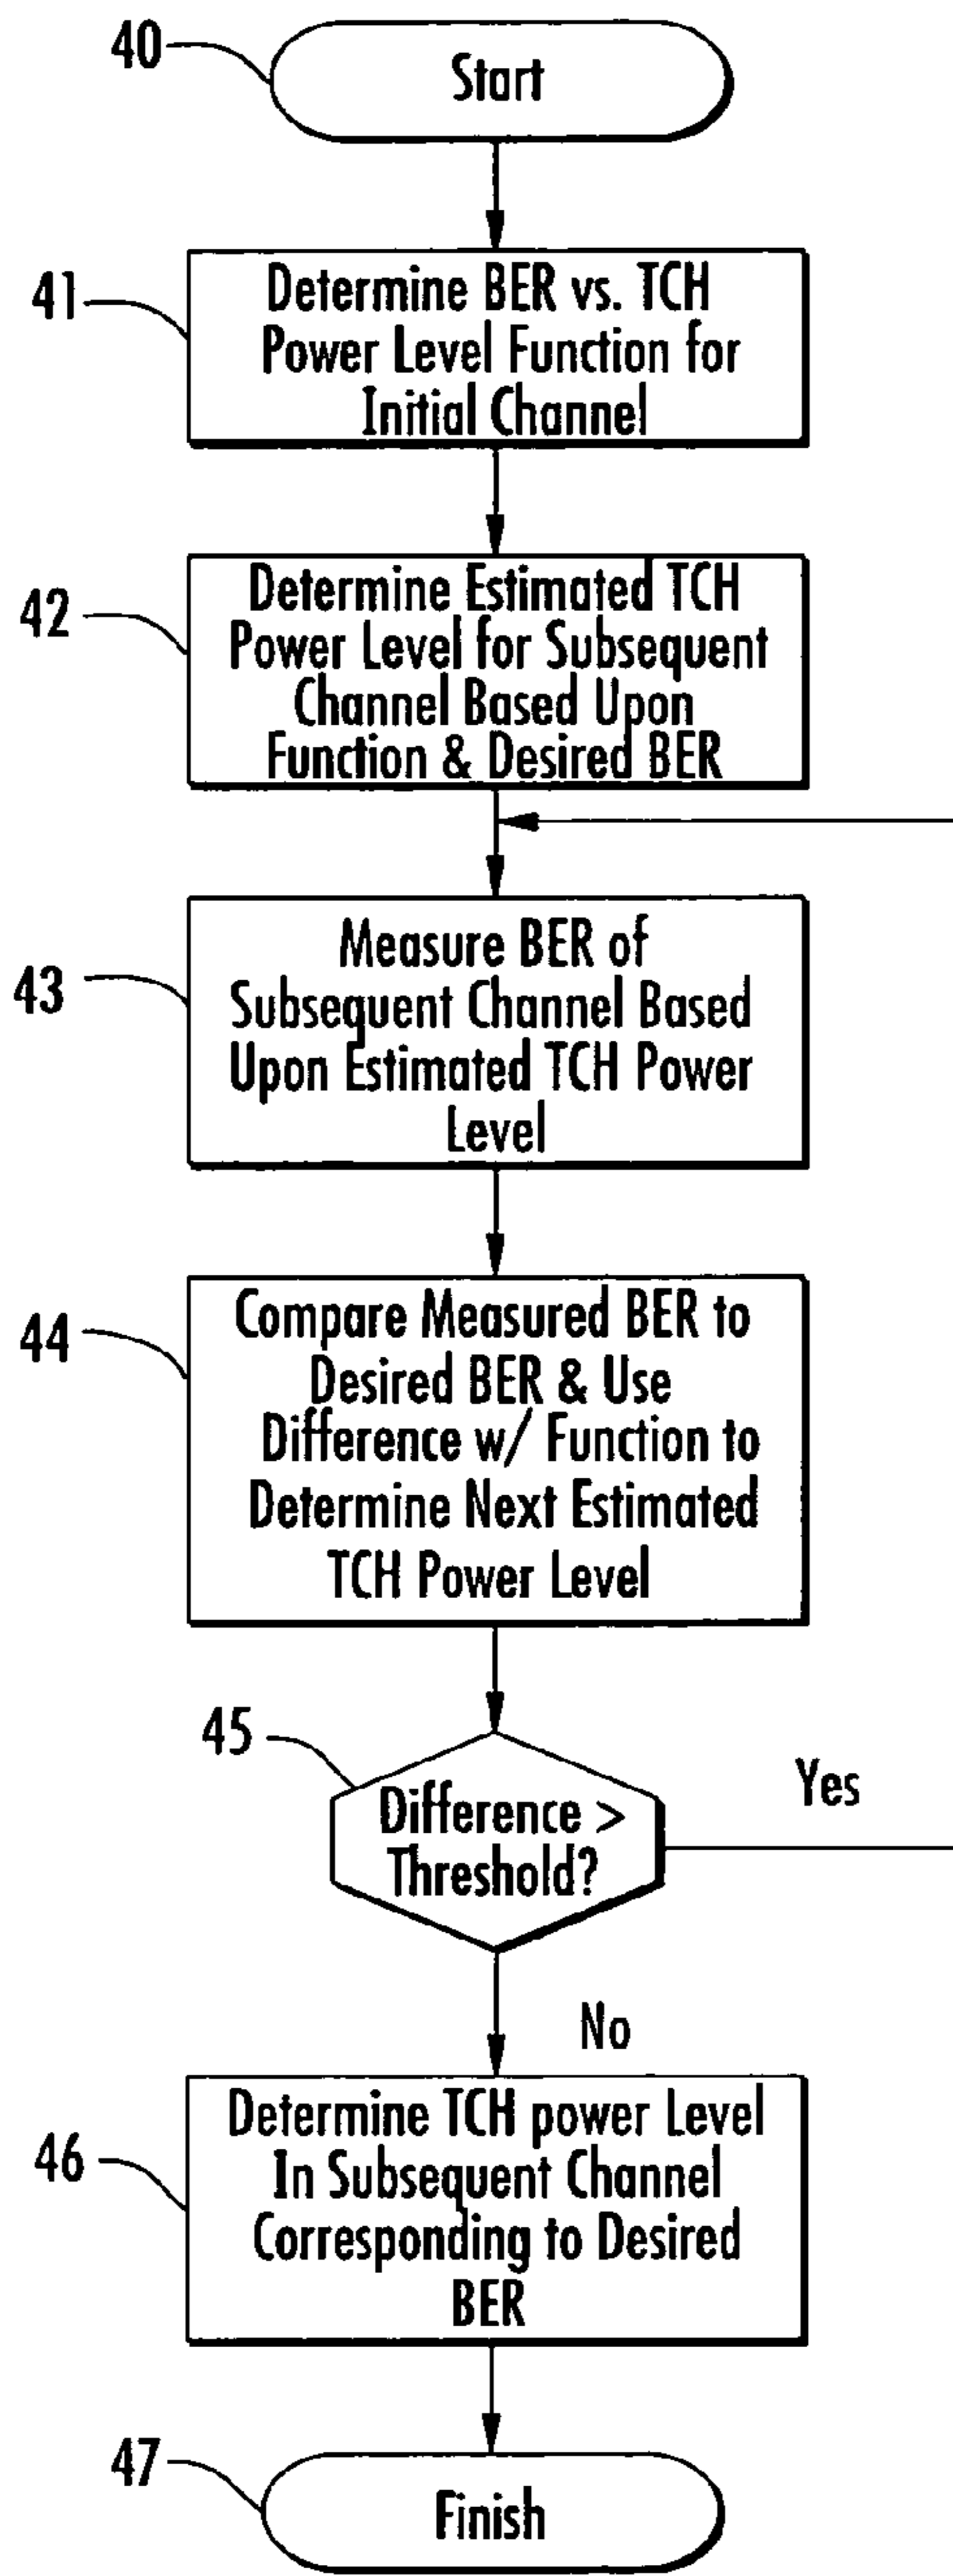 40
Start
41
Determine BER vs. TCH
Power Level Function for
Initial Channel
42
Determine Estimated TCH
Power Level for Subsequent
Channel Based Upon
Function & Desired BER
43
Measure BER of
Subsequent Channel Based
Upon Estimated TCH Power
Level
44
Compare Measured BER to
Desired BER & Use
Difference w/ Function to
Determine Next Estimated
TCH Power Level
45
Difference >
Threshold?
Yes
No
46
Determine TCH power Level
In Subsequent Channel
Corresponding to Desired
BER
47
Finish